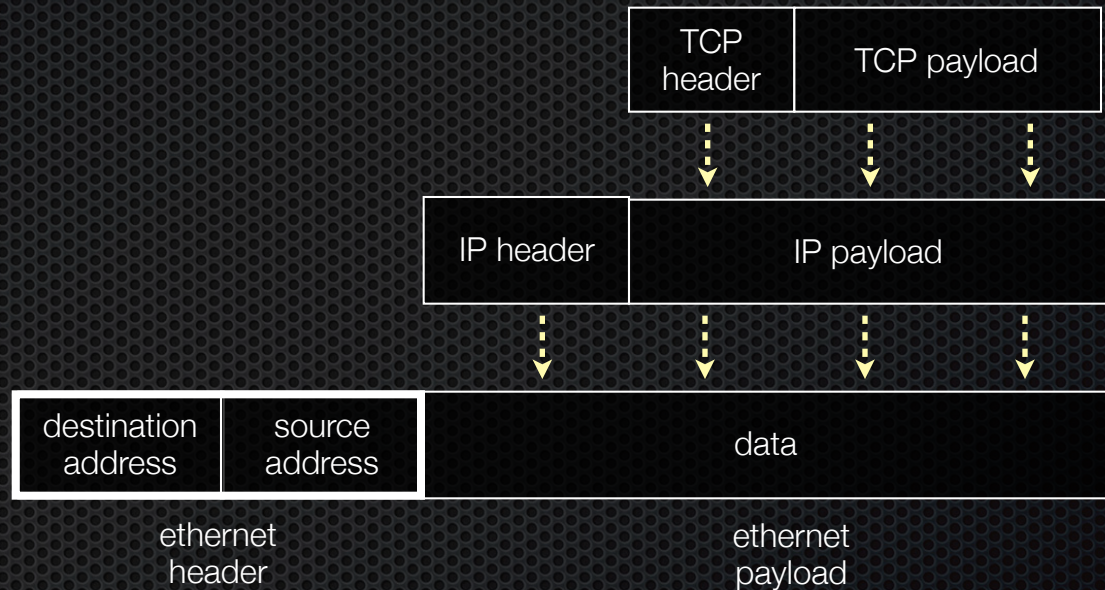 TCP
header
TCP payload
IP header
IP payload
destination
address
source
address
data
ethernet
header
ethernet
payload